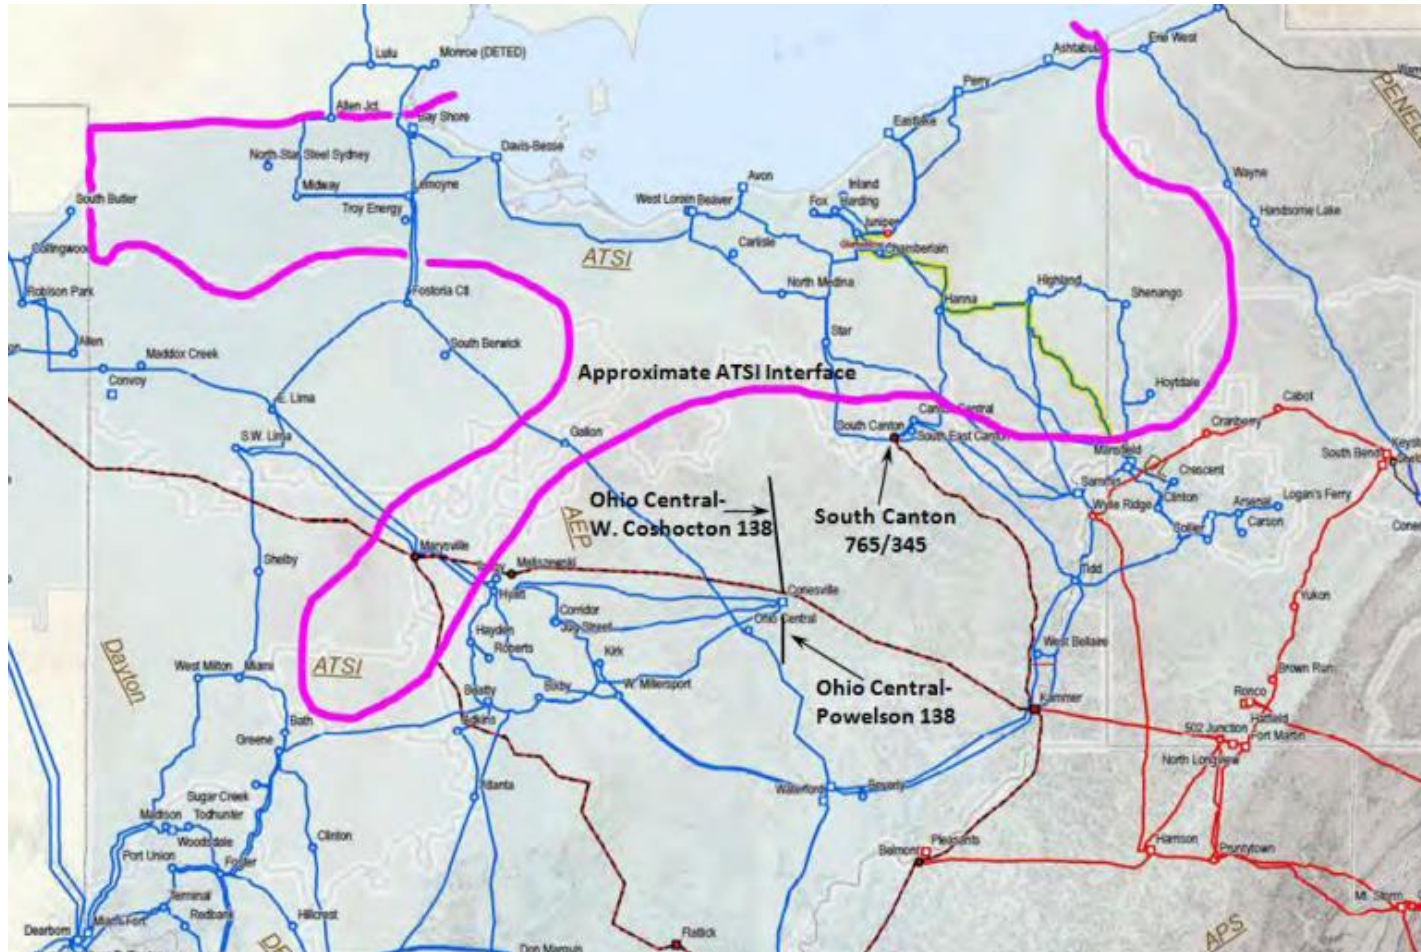 Lulu
Monroe (DETED)
Ashtabula
Erie West
Perry
PENELEC
Allen Jct.
Bay Shore
Eastlake
Davis-Besse
North Star Steel Sydney
Midway
Lemoyne
Troy Energy
South Butler
Collingwood
Robison Park
Allen
Maddox Creek
Convoy
Fostoria Ctl
South Berwick
E. Lima
S.W. Lima
Galion
ATSI
West Lorain
Beaver
Avon
Carlisle
Fox
Inland
Harding
Juniper
Chamberlain
North Medina
Star
Hanna
Highland
Shenango
Hoytdale
Wayne
Handsome Lake
Approximate ATSI Interface
Canton Central
South Canton
South East Canton
Cabot
Cranberry
Mansfield
Crescent
Sammis
Wylie Ridge
Clinton
Arsenal
Logan's Ferry
Carson
Collier
South Bend
Ohio Central-
W. Coshocton 138
South Canton
765/345
AEP
Marysville
Maliszewski
Hyatt
Conesville
Ohio Central
Corridor
Jug Street
Hayden
Roberts
Kirk
W. Millersport
Bixby
Beatty
Adkins
Ohio Central-
Powelson 138
Tidd
West Bellaire
Kammer
Yukon
Brown Run
Ronco
Hatfield
502 Junction
Fort Martin
North Longview
Shelby
Dayton
ATSI
West Milton
Miami
Bath
Greene
Atlanta
Waterford
Beverly
Sugar Creek
Madison
Todhunter
Woodsdale
Port Union
Foster
Clinton
Terminal
Redbank
Hillcrest
Miami Fort
Dearborn
Belmont
Pleasants
Harrison
Pruntytown
Mt. Storm
Flatlick
Don Marquis
APS